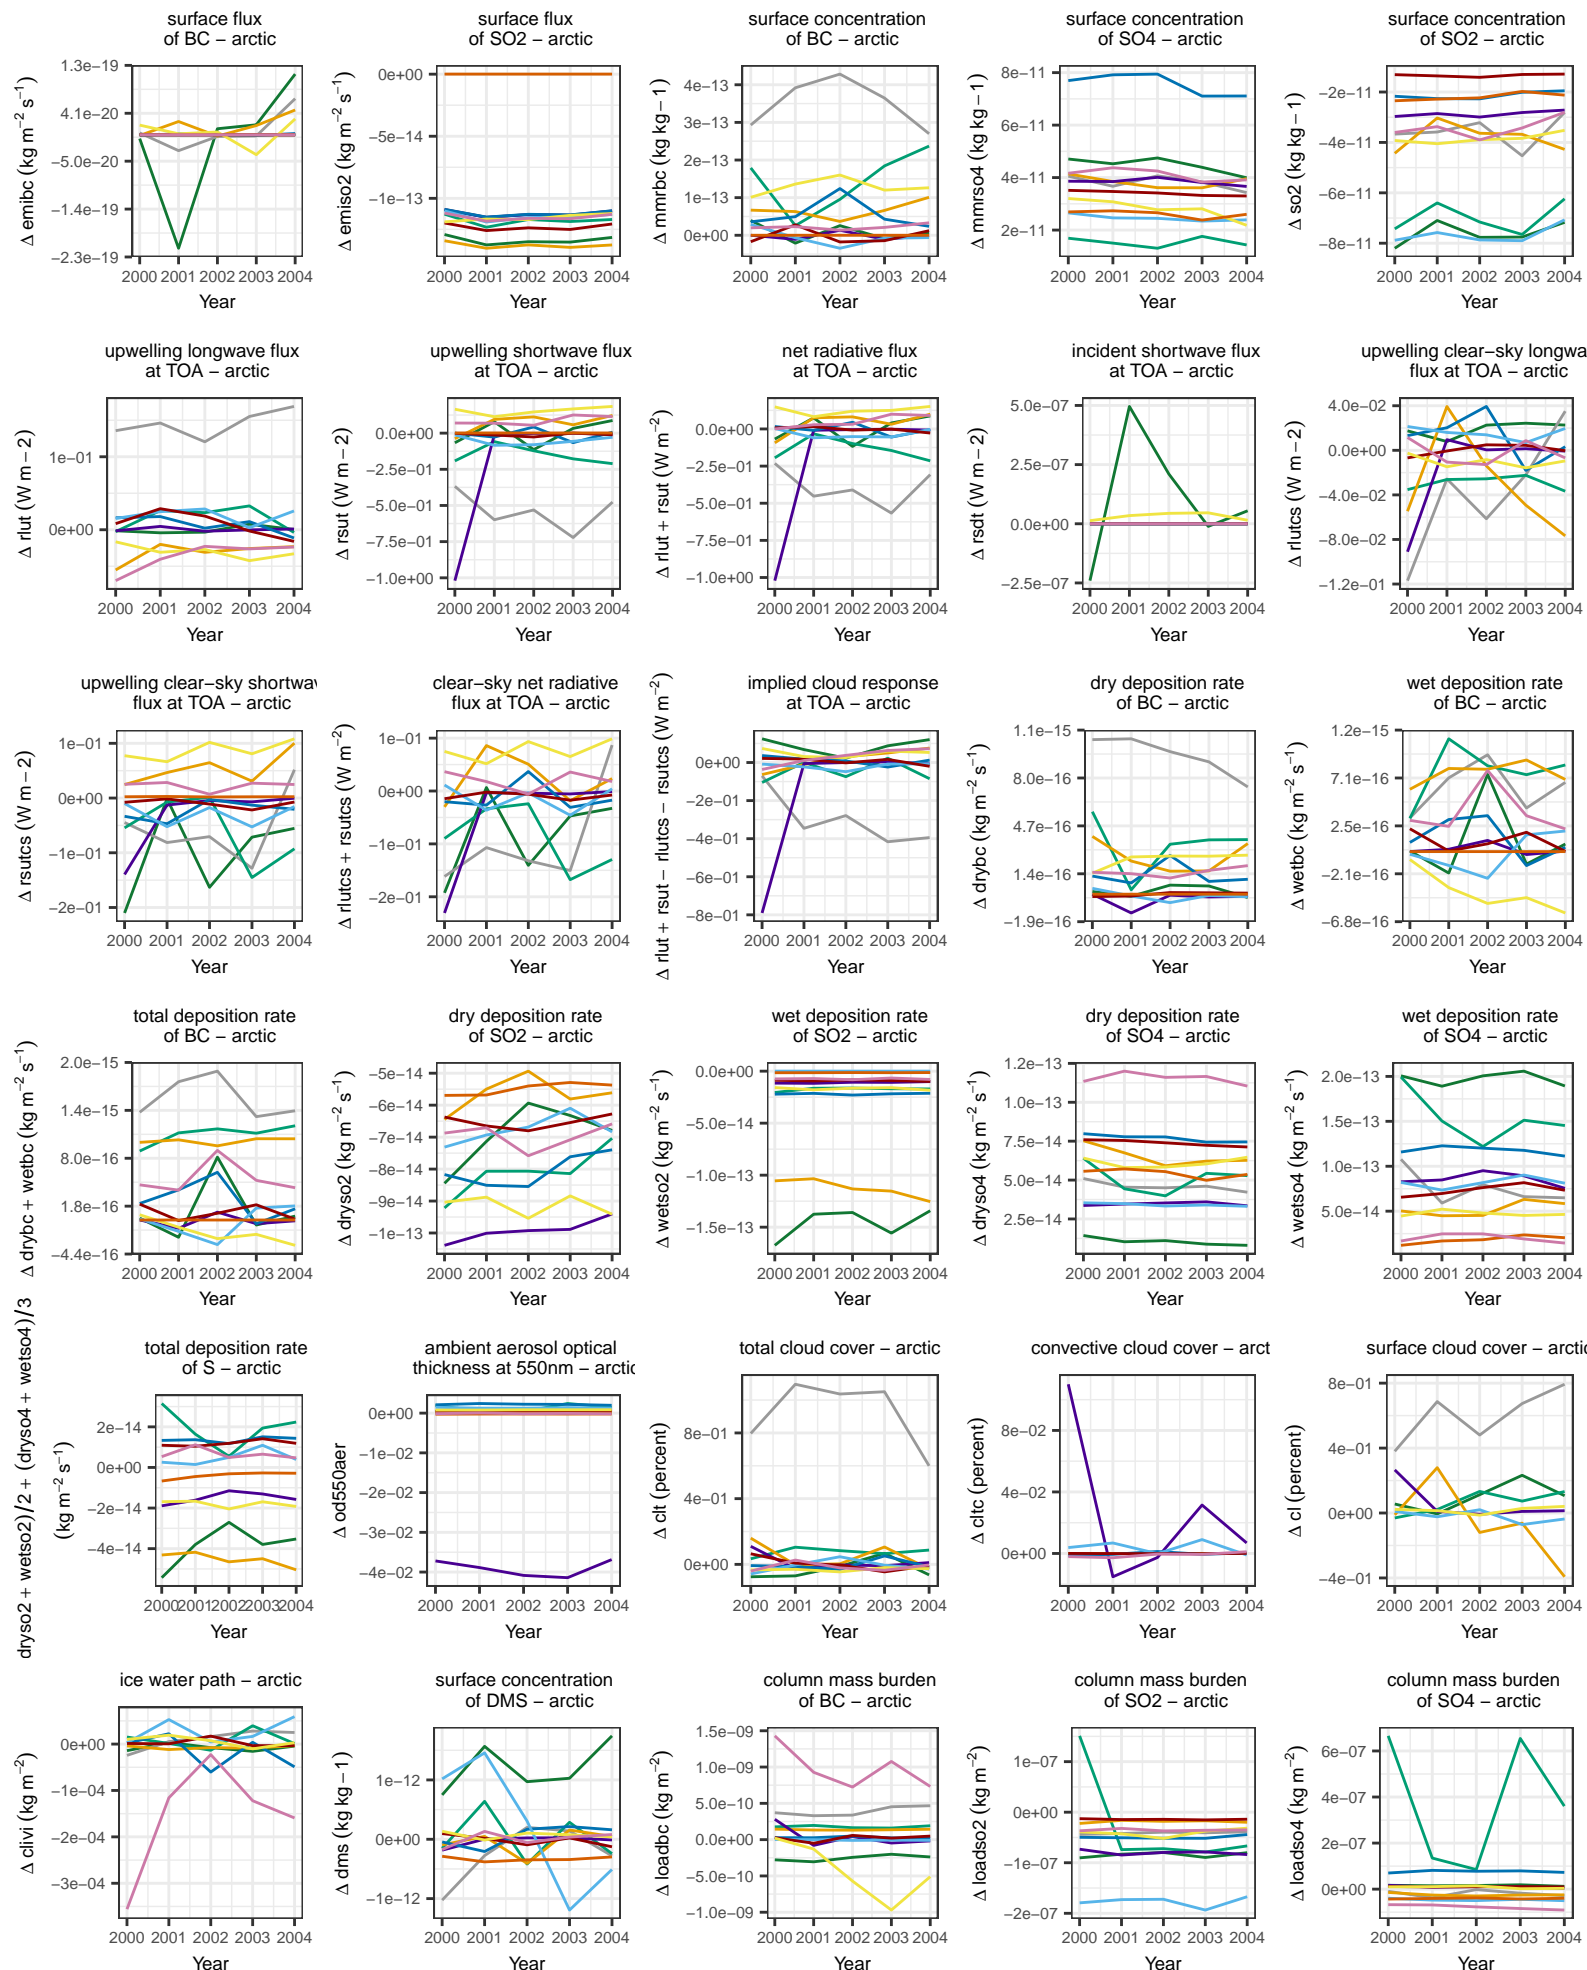 surface flux
of BC − arctic
Δ emibc (kg m−2 s−1)
1.3e−19
4.1e−20
−5.0e−20
−1.4e−19
−2.3e−19
2000 2001 2002 2003 2004
Year
surface flux
of SO2 − arctic
Δ emiso2 (kg m−2 s−1)
0e+00
−5e−14
−1e−13
2000 2001 2002 2003 2004
Year
surface concentration
of BC − arctic
Δ mmrbc (kg kg−1)
4e−13
3e−13
2e−13
1e−13
0e+00
2000 2001 2002 2003 2004
Year
surface concentration
of SO4 − arctic
Δ mmrso4 (kg kg−1)
8e−11
6e−11
4e−11
2e−11
2000 2001 2002 2003 2004
Year
surface concentration
of SO2 − arctic
Δ so2 (kg kg−1)
−2e−11
−4e−11
−6e−11
−8e−11
2000 2001 2002 2003 2004
Year
upwelling longwave flux
at TOA − arctic
Δ rlut (W m−2)
1e−01
0e+00
2000 2001 2002 2003 2004
Year
upwelling shortwave flux
at TOA − arctic
Δ rsut (W m−2)
0.0e+00
−2.5e−01
−5.0e−01
−7.5e−01
−1.0e+00
2000 2001 2002 2003 2004
Year
net radiative flux
at TOA − arctic
Δ rlut + rsut (W m−2)
0.0e+00
−2.5e−01
−5.0e−01
−7.5e−01
−1.0e+00
2000 2001 2002 2003 2004
Year
incident shortwave flux
at TOA − arctic
Δ rsdt (W m−2)
5.0e−07
2.5e−07
0.0e+00
−2.5e−07
2000 2001 2002 2003 2004
Year
upwelling clear−sky longwa
flux at TOA − arctic
Δ rlutcs (W m−2)
4.0e−02
0.0e+00
−4.0e−02
−8.0e−02
−1.2e−01
2000 2001 2002 2003 2004
Year
upwelling clear−sky shortwav
flux at TOA − arctic
Δ rsutcs (W m−2)
1e−01
0e+00
−1e−01
−2e−01
2000 2001 2002 2003 2004
Year
clear−sky net radiative
flux at TOA − arctic
Δ rlutcs + rsutcs (W m−2)
1e−01
0e+00
−1e−01
−2e−01
2000 2001 2002 2003 2004
Year
implied cloud response
at TOA − arctic
Δ rlut + rsut − rlutcs − rsutcs (W m−2)
0e+00
−2e−01
−4e−01
−6e−01
−8e−01
2000 2001 2002 2003 2004
Year
dry deposition rate
of BC − arctic
Δ drybc (kg m−2 s−1)
1.1e−15
8.0e−16
4.7e−16
1.4e−16
−1.9e−16
2000 2001 2002 2003 2004
Year
wet deposition rate
of BC − arctic
Δ wetbc (kg m−2 s−1)
1.2e−15
7.1e−16
2.5e−16
−2.1e−16
−6.8e−16
2000 2001 2002 2003 2004
Year
total deposition rate
of BC − arctic
Δ drybc + wetbc (kg m−2 s−1)
2.0e−15
1.4e−15
8.0e−16
1.8e−16
−4.4e−16
2000 2001 2002 2003 2004
Year
dry deposition rate
of SO2 − arctic
Δ dryso2 (kg m−2 s−1)
−5e−14
−6e−14
−7e−14
−8e−14
−9e−14
−1e−13
2000 2001 2002 2003 2004
Year
wet deposition rate
of SO2 − arctic
Δ wetso2 (kg m−2 s−1)
0.0e+00
−5.0e−14
−1.0e−13
−1.5e−13
2000 2001 2002 2003 2004
Year
dry deposition rate
of SO4 − arctic
Δ dryso4 (kg m−2 s−1)
1.2e−13
1.0e−13
7.5e−14
5.0e−14
2.5e−14
2000 2001 2002 2003 2004
Year
wet deposition rate
of SO4 − arctic
Δ wetso4 (kg m−2 s−1)
2.0e−13
1.5e−13
1.0e−13
5.0e−14
2000 2001 2002 2003 2004
Year
total deposition rate
of S − arctic
dryso2 + wetso2)/2 + (dryso4 + wetso4)/3
(kg m−2 s−1)
2e−14
0e+00
−2e−14
−4e−14
2000 2001 2002 2003 2004
Year
ambient aerosol optical
thickness at 550nm − arctic
Δ od550aer
0e+00
−1e−02
−2e−02
−3e−02
−4e−02
2000 2001 2002 2003 2004
Year
total cloud cover − arctic
Δ clt (percent)
8e−01
4e−01
0e+00
2000 2001 2002 2003 2004
Year
convective cloud cover − arct
Δ cltc (percent)
8e−02
4e−02
0e+00
2000 2001 2002 2003 2004
Year
surface cloud cover − arctic
Δ cl (percent)
8e−01
4e−01
0e+00
−4e−01
2000 2001 2002 2003 2004
Year
ice water path − arctic
Δ clivi (kg m−2)
0e+00
−1e−04
−2e−04
−3e−04
2000 2001 2002 2003 2004
Year
surface concentration
of DMS − arctic
Δ dms (kg kg−1)
1e−12
0e+00
−1e−12
2000 2001 2002 2003 2004
Year
column mass burden
of BC − arctic
Δ loadbc (kg m−2)
1.5e−09
1.0e−09
5.0e−10
0.0e+00
−5.0e−10
−1.0e−09
2000 2001 2002 2003 2004
Year
column mass burden
of SO2 − arctic
Δ loadso2 (kg m−2)
1e−07
0e+00
−1e−07
−2e−07
2000 2001 2002 2003 2004
Year
column mass burden
of SO4 − arctic
Δ loadso4 (kg m−2)
6e−07
4e−07
2e−07
0e+00
2000 2001 2002 2003 2004
Year